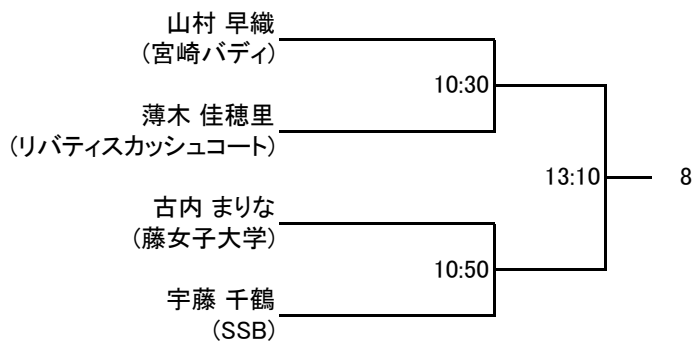 山村 早織
(宮崎バディ)
10:30
薄木 佳穂里
(リバティスカッシュコート)
13:10
8
古内 まりな
(藤女子大学)
10:50
宇藤 千鶴
(SSB)